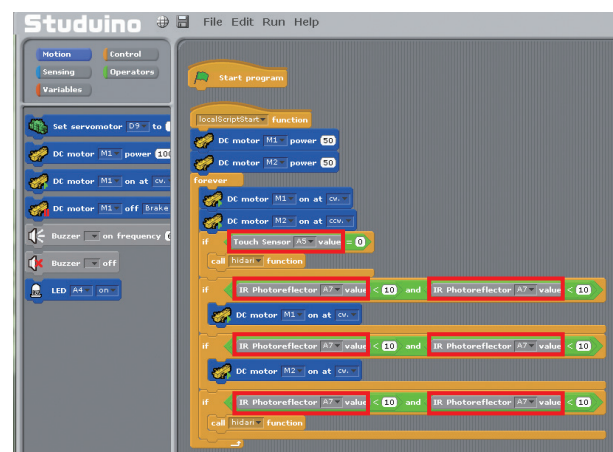 Studuino File Edit Run Help
Motion Control
Sensing Operators
Variables
Set servomotor D9 to
DC motor M1 power 100
DC motor M1 on at cw.
DC motor M1 off Brake
Buzzer on frequency
Buzzer off
LED A4 on
Start program
localScriptStart function
DC motor M1 power 50
DC motor M2 power 50
forever
DC motor M1 on at cw.
DC motor M2 on at ccw.
if Touch Sensor A5 value = 0
call hidari function
if IR Photoreflector A7 value < 10 and IR Photoreflector A7 value < 10
DC motor M1 on at cw.
if IR Photoreflector A7 value < 10 and IR Photoreflector A7 value < 10
DC motor M2 on at cw.
if IR Photoreflector A7 value < 10 and IR Photoreflector A7 value < 10
call hidari function